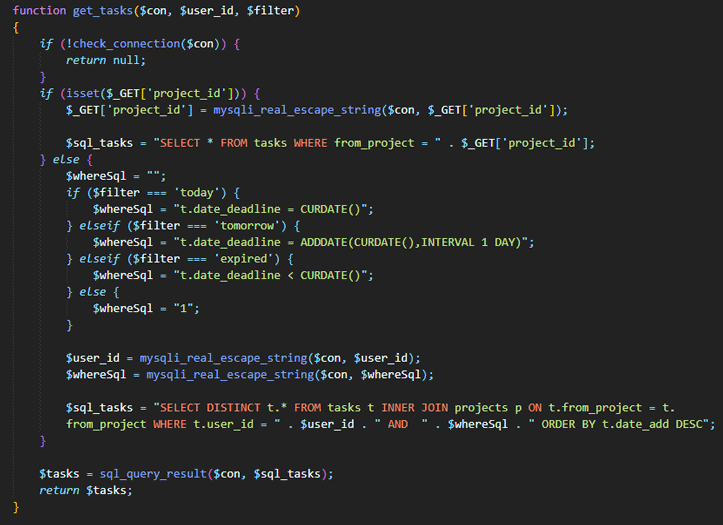 function get_tasks($con, $user_id, $filter)
{
    if (!check_connection($con)) {
        return null;
    }
    if (isset($_GET['project_id'])) {
        $_GET['project_id'] = mysqli_real_escape_string($con, $_GET['project_id']);

        $sql_tasks = "SELECT * FROM tasks WHERE from_project = " . $_GET['project_id'];
    } else {
        $whereSql = "";
        if ($filter === 'today') {
            $whereSql = "t.date_deadline = CURDATE()";
        } elseif ($filter === 'tomorrow') {
            $whereSql = "t.date_deadline = ADDDATE(CURDATE(),INTERVAL 1 DAY)";
        } elseif ($filter === 'expired') {
            $whereSql = "t.date_deadline < CURDATE()";
        } else {
            $whereSql = "1";
        }

        $user_id = mysqli_real_escape_string($con, $user_id);
        $whereSql = mysqli_real_escape_string($con, $whereSql);

        $sql_tasks = "SELECT DISTINCT t.* FROM tasks t INNER JOIN projects p ON t.from_project = t.
        from_project WHERE t.user_id = " . $user_id . " AND  " . $whereSql . " ORDER BY t.date_add DESC";
    }

    $tasks = sql_query_result($con, $sql_tasks);
    return $tasks;
}